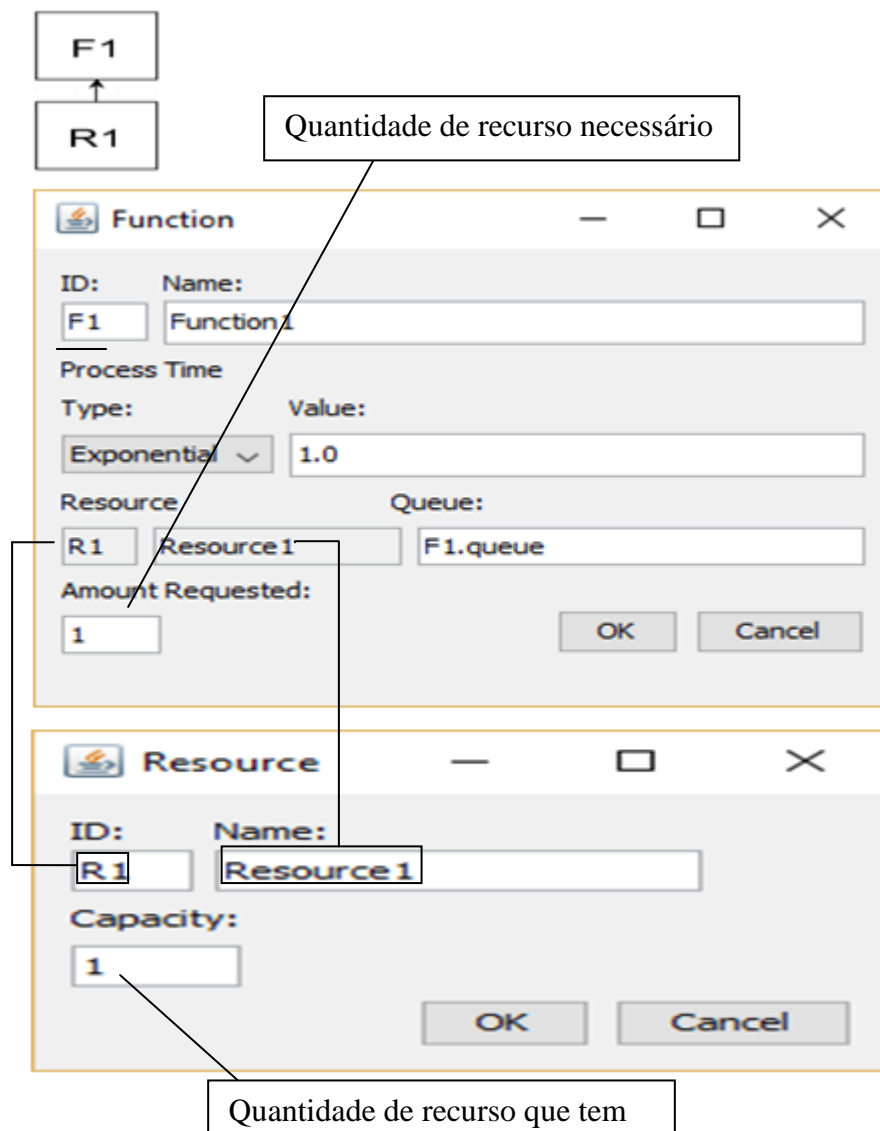 F1
R1
Quantidade de recurso necessário
Function
ID: Name:
F1 Function1
Process Time
Type: Value:
Exponential 1.0
Resource Queue:
R1 Resource1 F1.queue
Amount Requested:
1 OK Cancel
Resource
ID: Name:
R1 Resource1
Capacity:
1
OK Cancel
Quantidade de recurso que tem